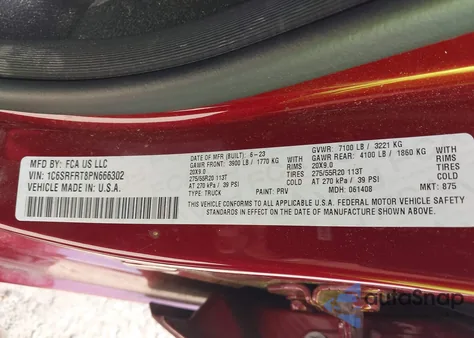 MFD BY: FCA US LLC
VIN: 1C6SRFRT8PN666302
VEHICLE MADE IN U.S.A.
DATE OF MFR (BUILT): 6-23
GAWR FRONT: 3900 LB / 1770 KG
20X9.0 RIMS
275/55R20 113T TIRES
AT 270 kPa / 39 PSI COLD
TYPE: TRUCK
PAINT: PRV
GVWR: 7100 LB / 3221 KG
GAWR REAR: 4100 LB / 1860 KG
20X9.0 RIMS
275/55R20 113T TIRES
AT 270 kPa / 39 PSI COLD
MDH: 061408
MKT: 875
THIS VEHICLE CONFORMS TO ALL APPLICABLE U.S.A. FEDERAL MOTOR VEHICLE SAFETY
STANDARDS IN EFFECT ON THE DATE OF MANUFACTURE SHOWN ABOVE.
autoSnap